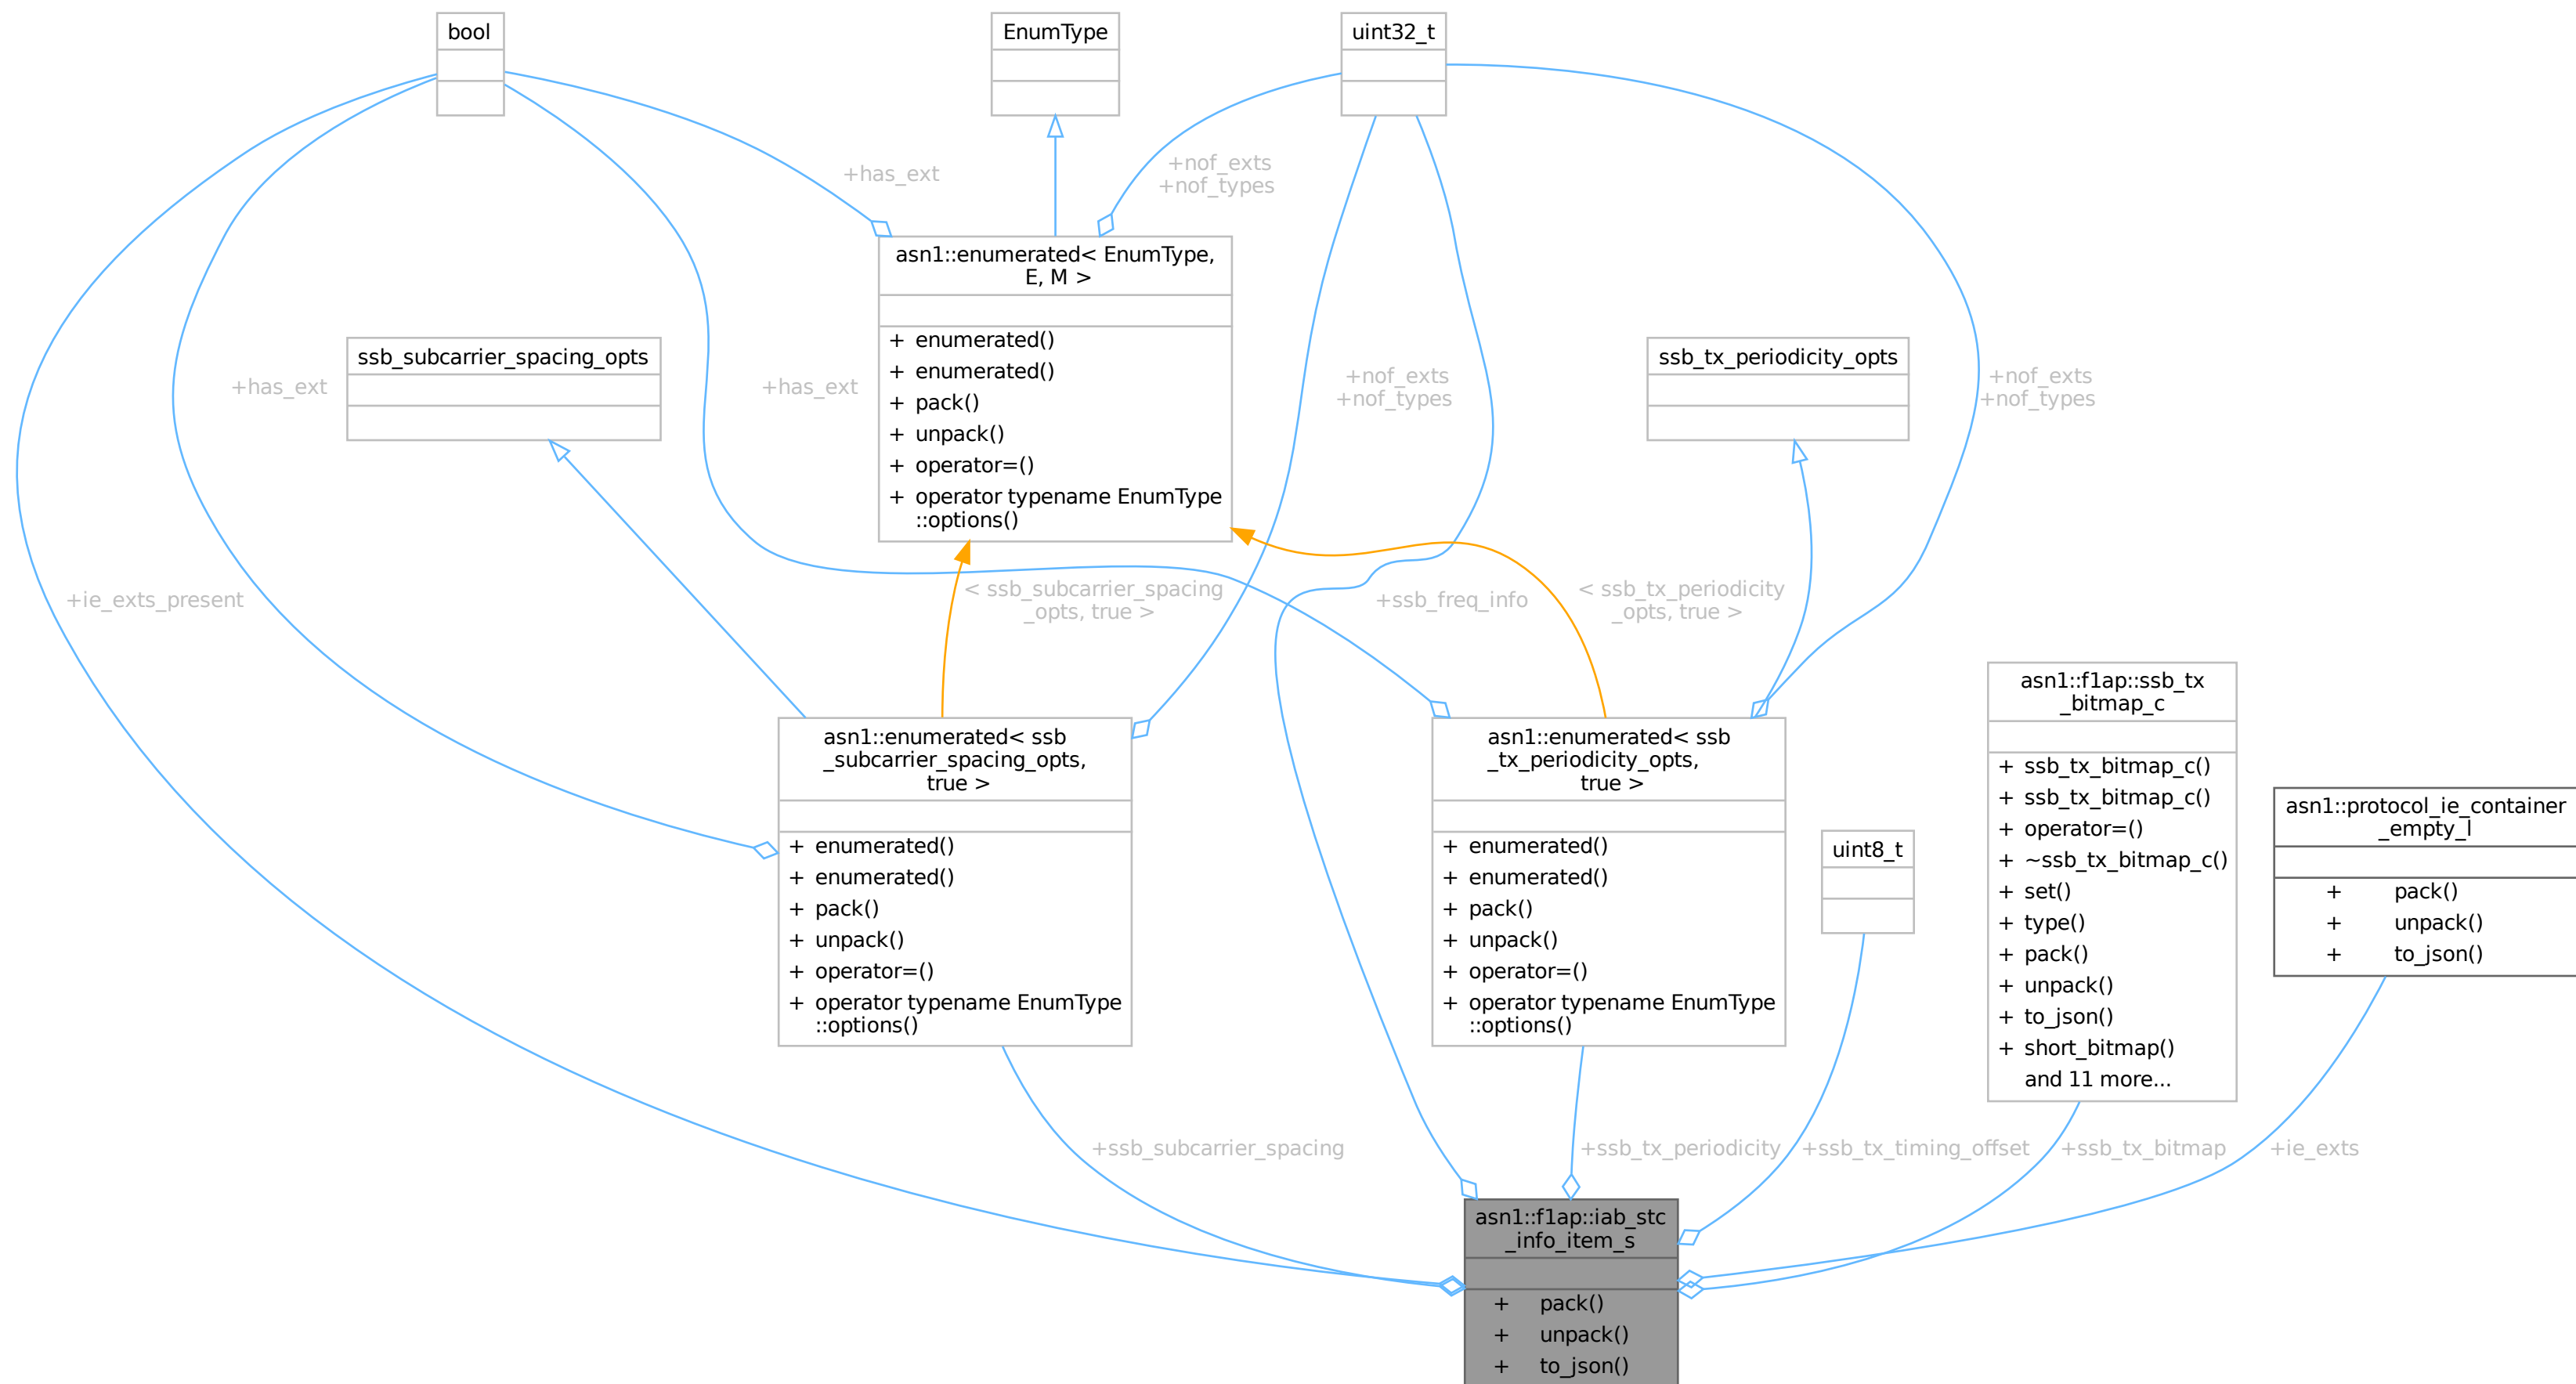 bool
EnumType
uint32_t
+has_ext
+nof_exts
+nof_types
asn1::enumerated< EnumType,
E, M >
+ enumerated()
+ enumerated()
+ pack()
+ unpack()
+ operator=()
+ operator typename EnumType
::options()
ssb_subcarrier_spacing_opts
ssb_tx_periodicity_opts
+has_ext
+has_ext
+nof_exts
+nof_types
+nof_exts
+nof_types
+ie_exts_present
< ssb_subcarrier_spacing
_opts, true >
+ssb_freq_info
< ssb_tx_periodicity
_opts, true >
asn1::enumerated< ssb
_subcarrier_spacing_opts,
true >
+ enumerated()
+ enumerated()
+ pack()
+ unpack()
+ operator=()
+ operator typename EnumType
::options()
asn1::enumerated< ssb
_tx_periodicity_opts,
true >
+ enumerated()
+ enumerated()
+ pack()
+ unpack()
+ operator=()
+ operator typename EnumType
::options()
uint8_t
asn1::f1ap::ssb_tx
_bitmap_c
+ ssb_tx_bitmap_c()
+ ssb_tx_bitmap_c()
+ operator=()
+ ~ssb_tx_bitmap_c()
+ set()
+ type()
+ pack()
+ unpack()
+ to_json()
+ short_bitmap()
and 11 more...
asn1::protocol_ie_container
_empty_l
+ pack()
+ unpack()
+ to_json()
+ssb_subcarrier_spacing
+ssb_tx_periodicity
+ssb_tx_timing_offset
+ssb_tx_bitmap
+ie_exts
asn1::f1ap::iab_stc
_info_item_s
+ pack()
+ unpack()
+ to_json()